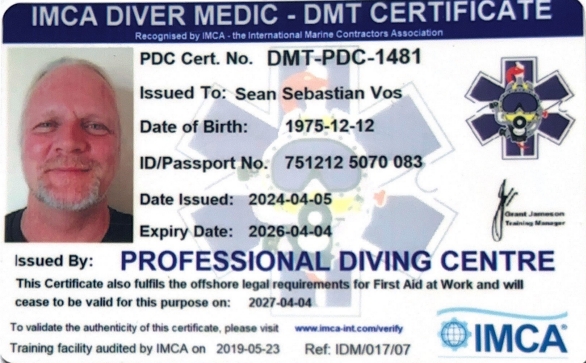 IMCA DIVER MEDIC - DMT CERTIFICATE
Recognised by IMCA - the International Marine Contractors Association
PDC Cert. No. DMT-PDC-1481
Issued To: Sean Sebastian Vos
Date of Birth: 1975-12-12
ID/Passport No. 751212 5070 083
Date Issued: 2024-04-05
Expiry Date: 2026-04-04
Grant Jameson
Training Manager
Issued By: PROFESSIONAL DIVING CENTRE
This Certificate also fulfils the offshore legal requirements for First Aid at Work and will
cease to be valid for this purpose on: 2027-04-04
To validate the authenticity of this certificate, please visit www.imca-int.com/verify
Training facility audited by IMCA on 2019-05-23 Ref: IDM/017/07
IMCA